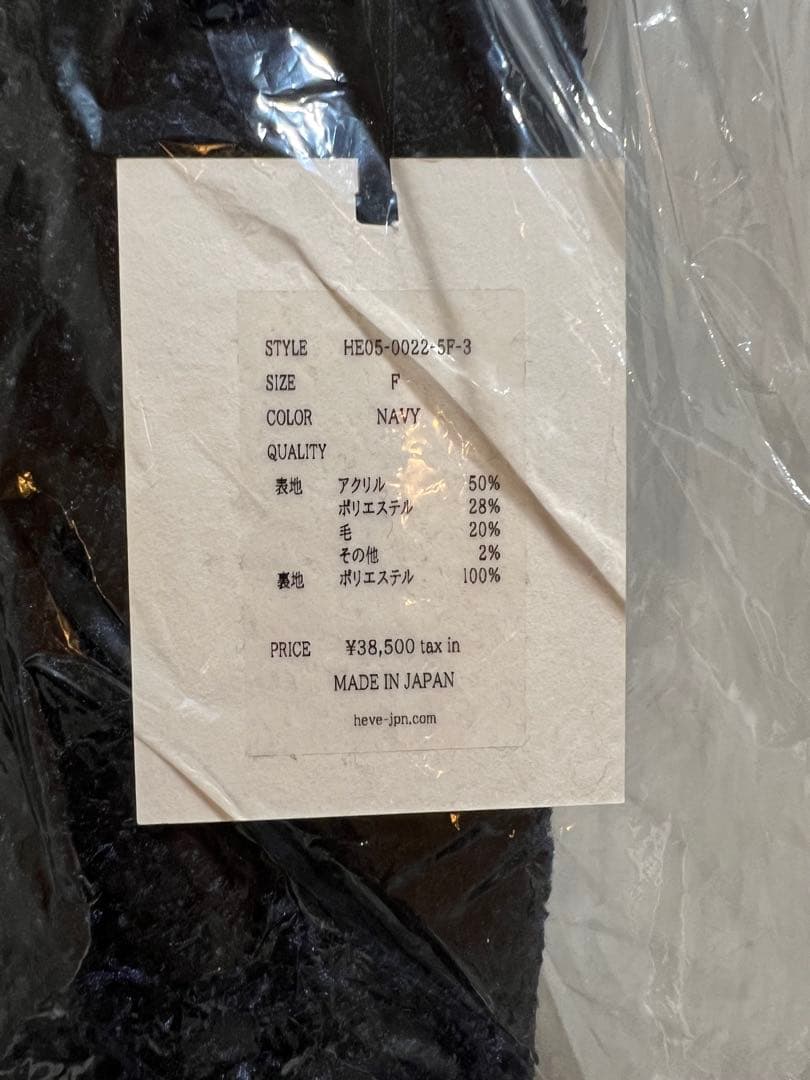 STYLE HE05-0022-5F-3
SIZE F
COLOR NAVY
QUALITY
表地 アクリル 50%
ポリエステル 28%
毛 20%
その他 2%
裏地 ポリエステル 100%
PRICE ¥38,500 tax in
MADE IN JAPAN
heve-jpn.com